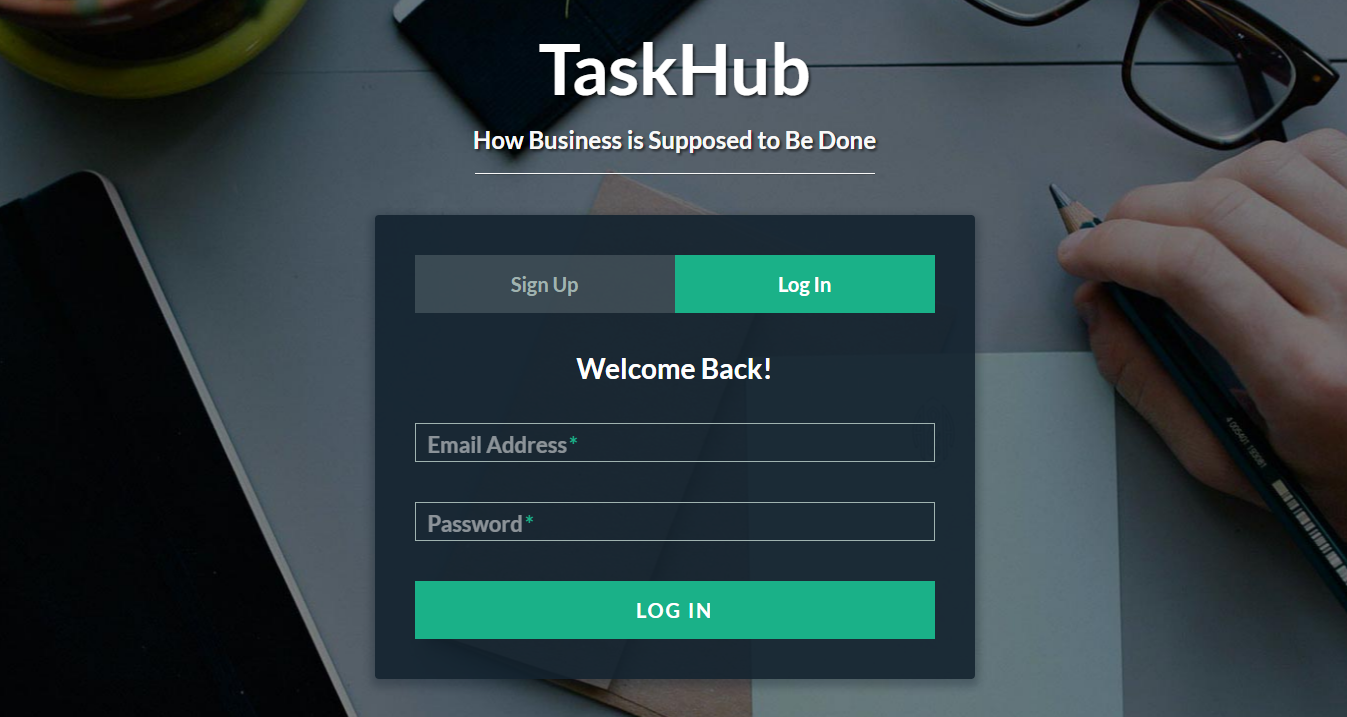 TaskHub
How Business is Supposed to Be Done
Sign Up
Log In
Welcome Back!
Email Address*
Password*
LOG IN